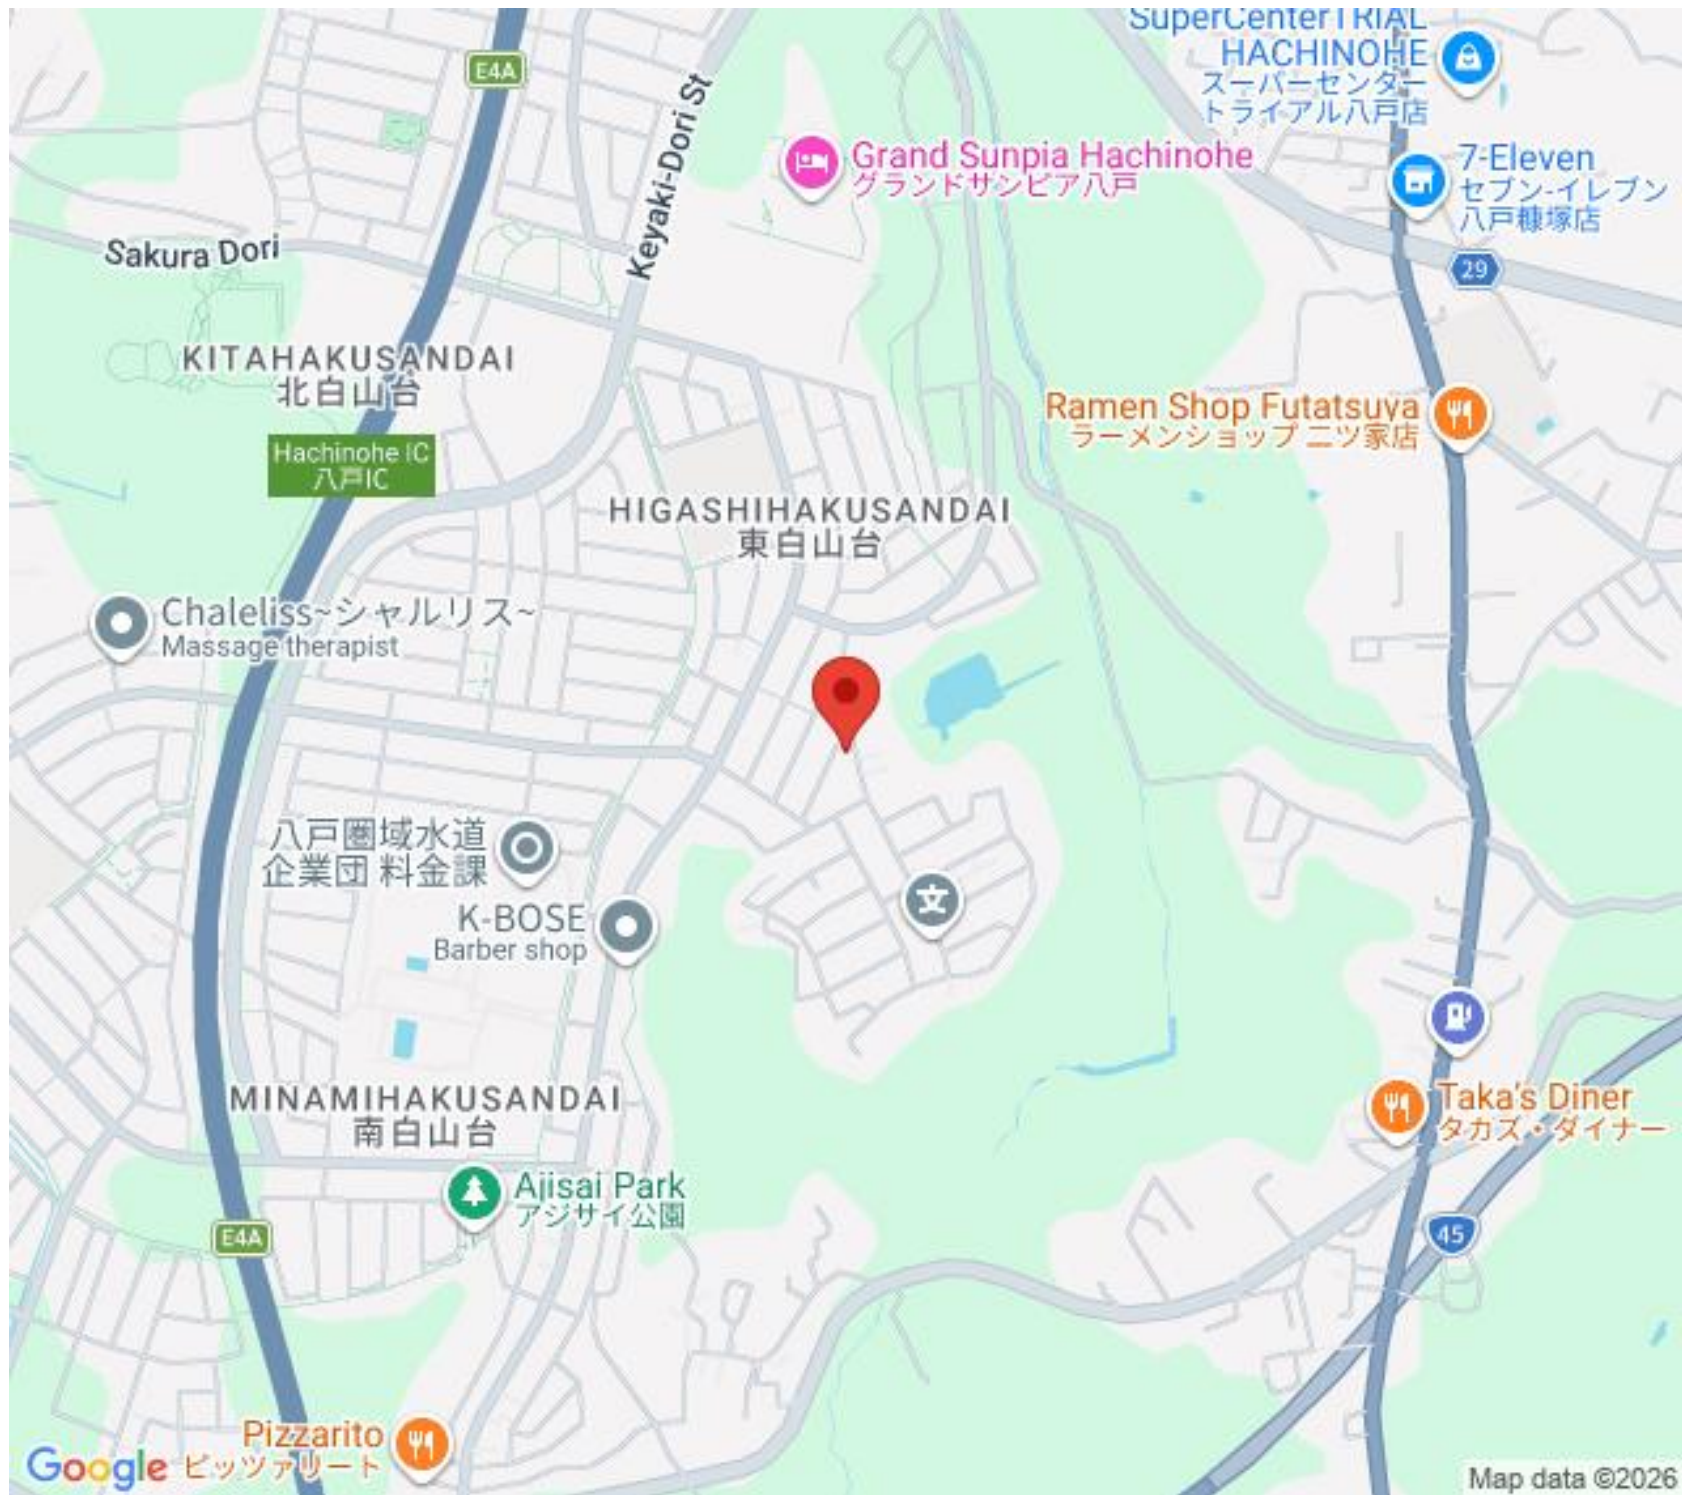 SuperCenterTRIAL
HACHINOHE
スーパーセンター
トライアル八戸店
E4A
Keyaki-Dori St
Grand Sunpia Hachinohe
グランドサンピア八戸
7-Eleven
セブン-イレブン
八戸糠塚店
Sakura Dori
29
KITAHAKUSANDAI
北白山台
Ramen Shop Futatsuya
ラーメンショップ 二ツ家店
Hachinohe IC
八戸IC
HIGASHIHAKUSANDAI
東白山台
Chaleliss~シャルリス~
Massage therapist
八戸圏域水道
企業団 料金課
文
K-BOSE
Barber shop
MINAMIHAKUSANDAI
南白山台
Taka's Diner
タカズ・ダイナー
Ajisai Park
アジサイ公園
E4A
45
Pizzarito
ピッツァリート
Google
Map data ©2026